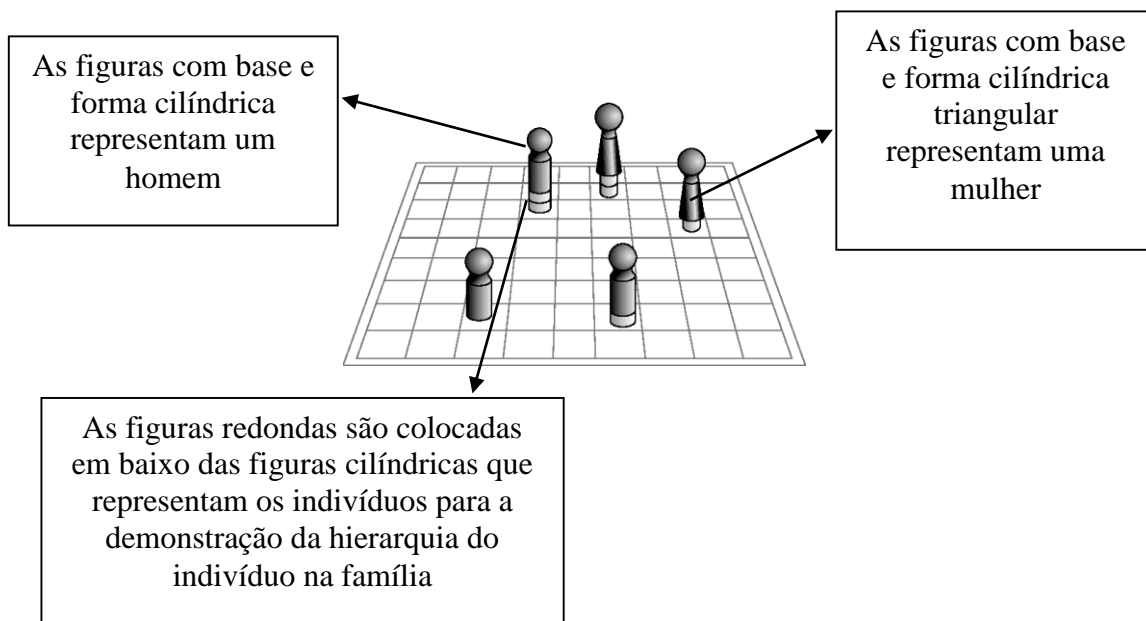 As figuras com base e
forma cilíndrica
representam um
homem
As figuras com base
e forma cilíndrica
triangular
representam uma
mulher
As figuras redondas são colocadas
em baixo das figuras cilíndricas que
representam os indivíduos para a
demonstração da hierarquia do
indivíduo na família